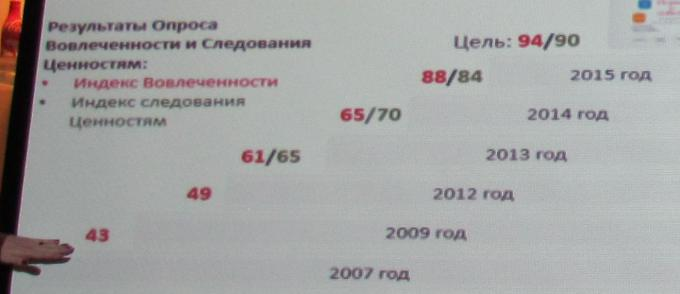 Результаты Опроса
Вовлеченности и Следования
Ценностям:
• Индекс Вовлеченности
• Индекс следования
Ценностям
Цель: 94/90
88/84 2015 год
65/70 2014 год
61/65 2013 год
49 2012 год
43 2009 год
2007 год